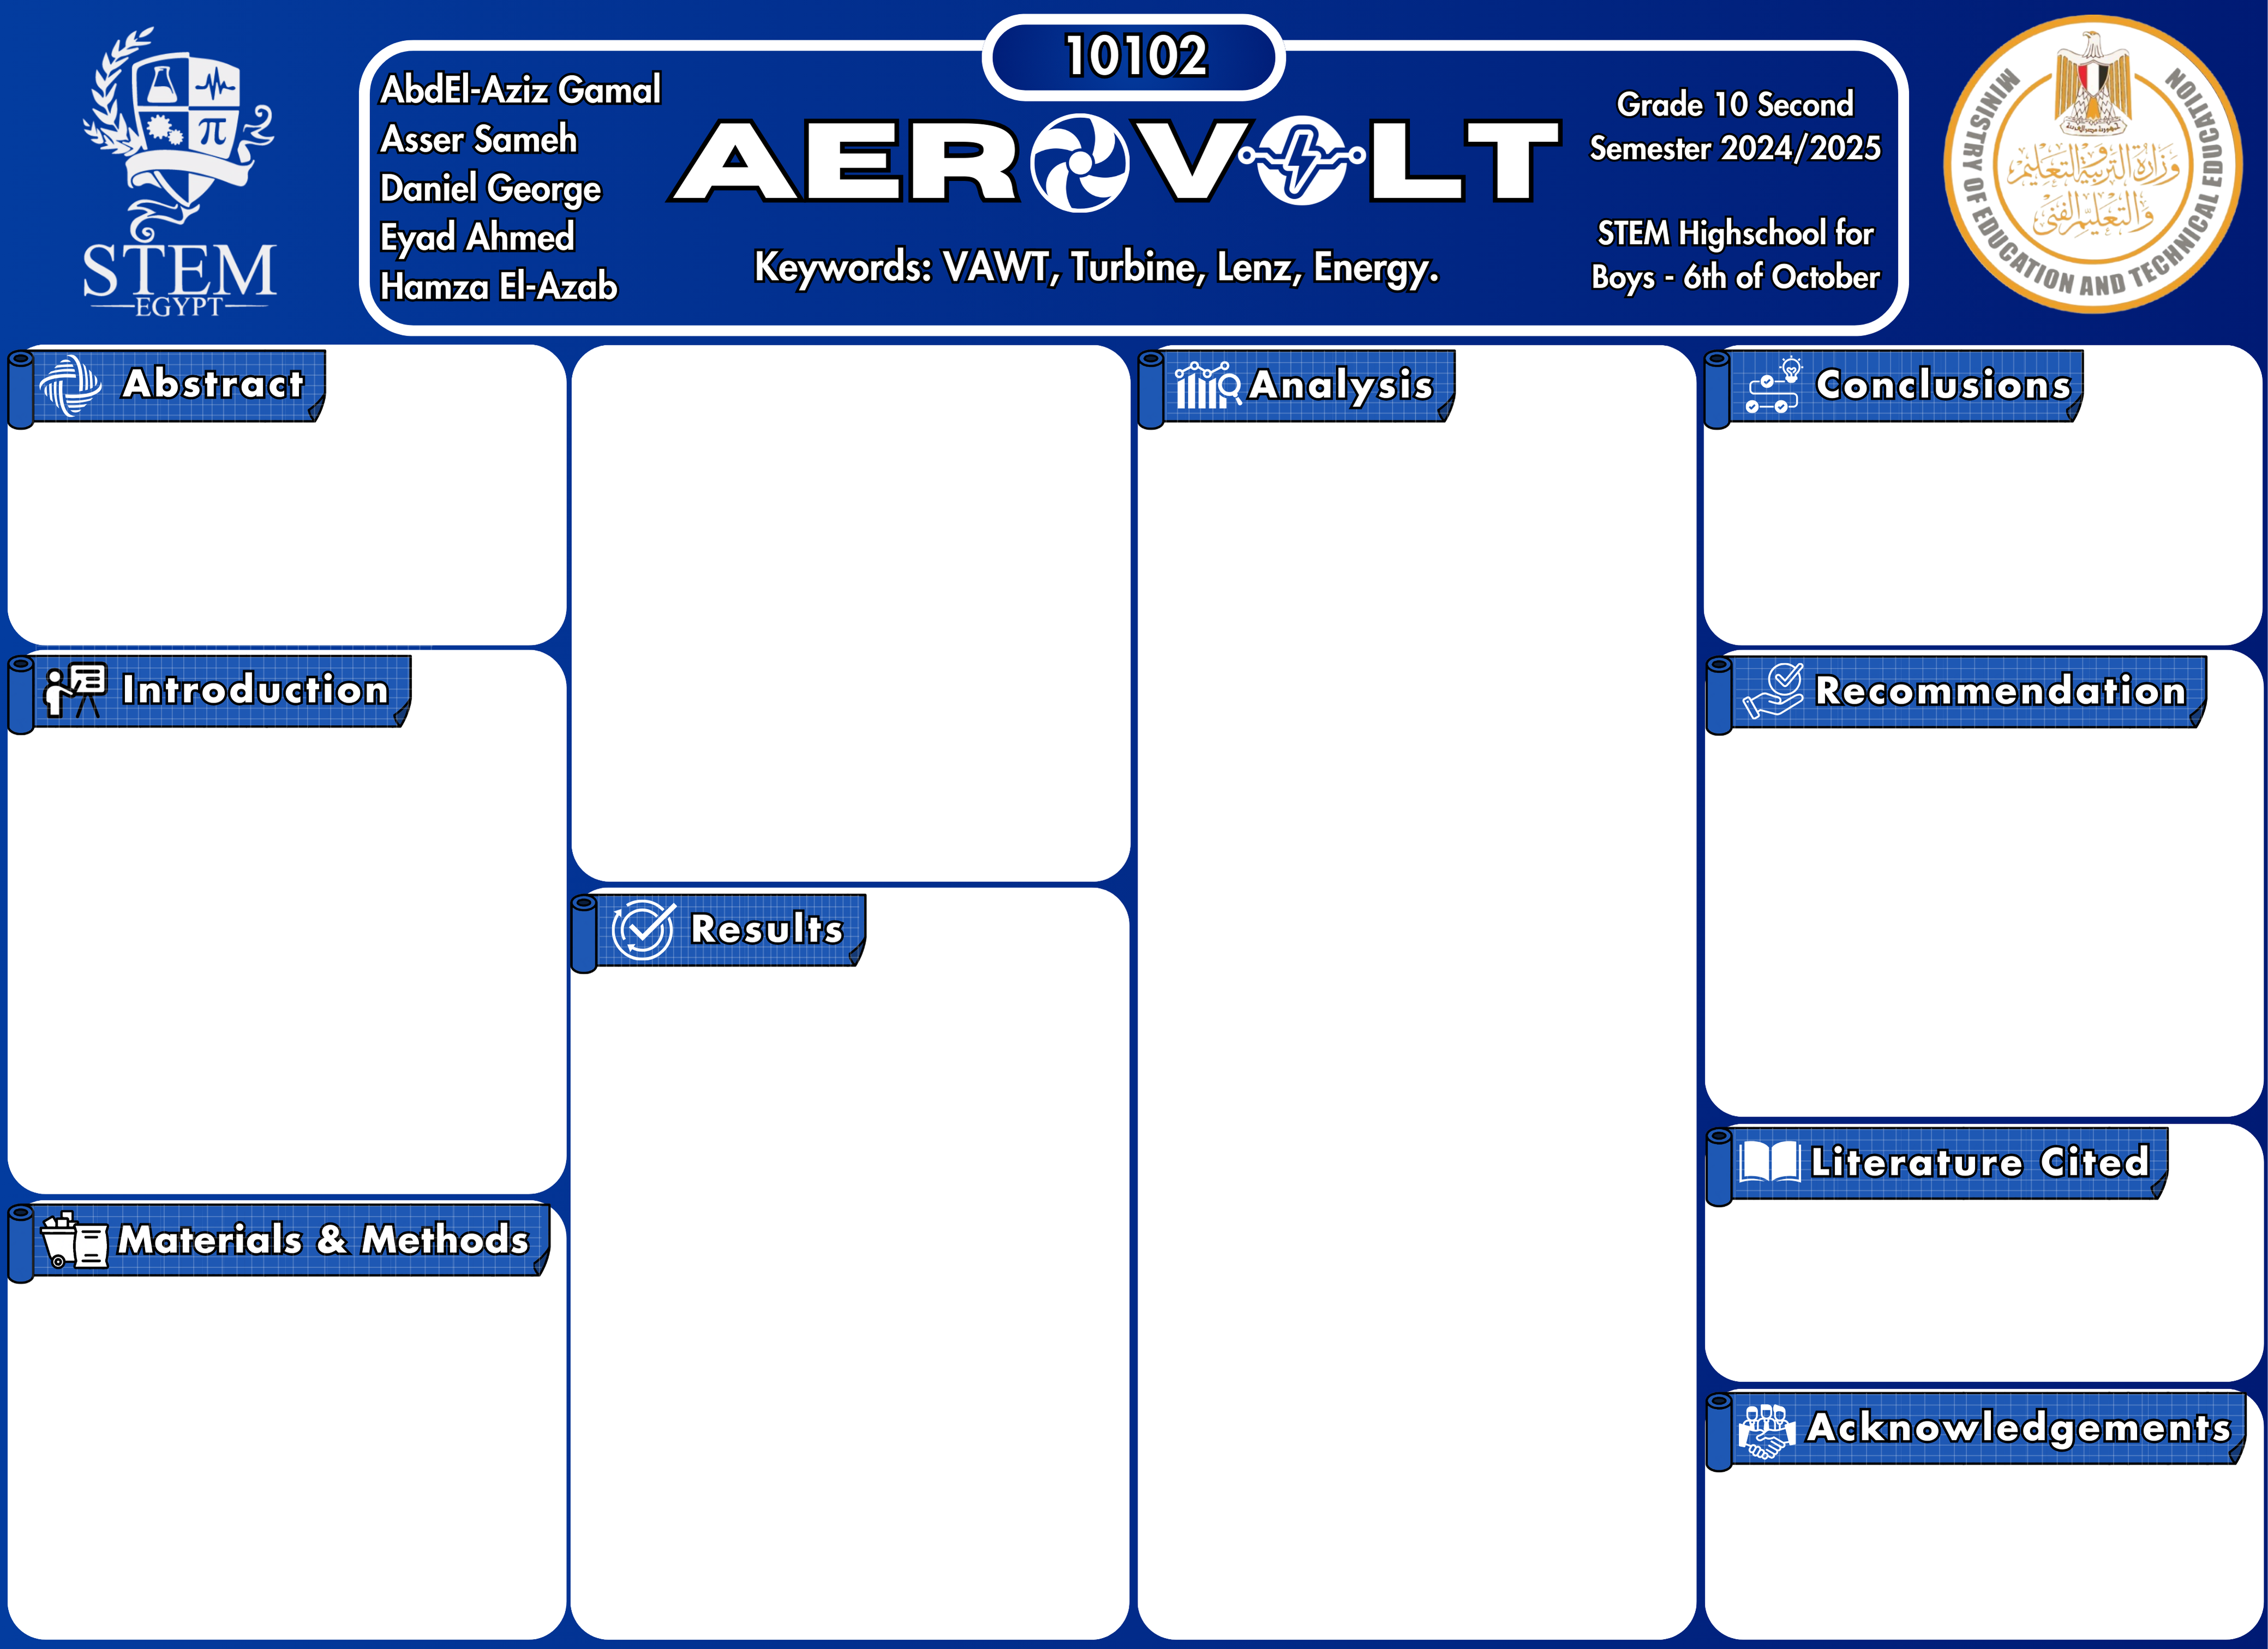 STEM
EGYPT
10102
AbdEl-Aziz Gamal
Asser Sameh
Daniel George
Eyad Ahmed
Hamza El-Azab
AEROVOLT
Keywords: VAWT, Turbine, Lenz, Energy.
Grade 10 Second
Semester 2024/2025
STEM Highschool for
Boys - 6th of October
MINISTRY OF EDUCATION AND TECHNICAL EDUCATION
وزارة التربية والتعليم
والتعليم الفني
Abstract
Introduction
Materials & Methods
Results
Analysis
Conclusions
Recommendation
Literature Cited
Acknowledgements